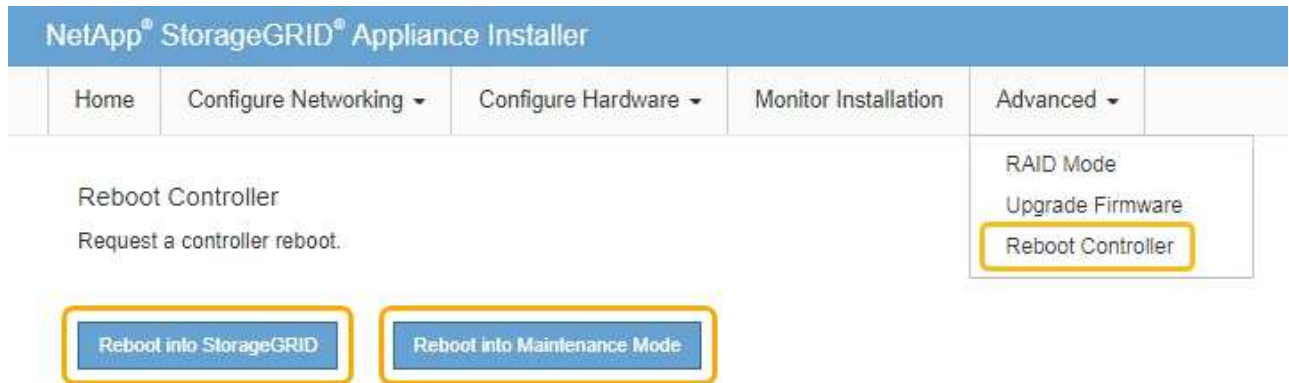 NetApp® StorageGRID® Appliance Installer
Home Configure Networking Configure Hardware Monitor Installation Advanced
RAID Mode
Upgrade Firmware
Reboot Controller
Reboot Controller
Request a controller reboot.
Reboot into StorageGRID Reboot into Maintenance Mode